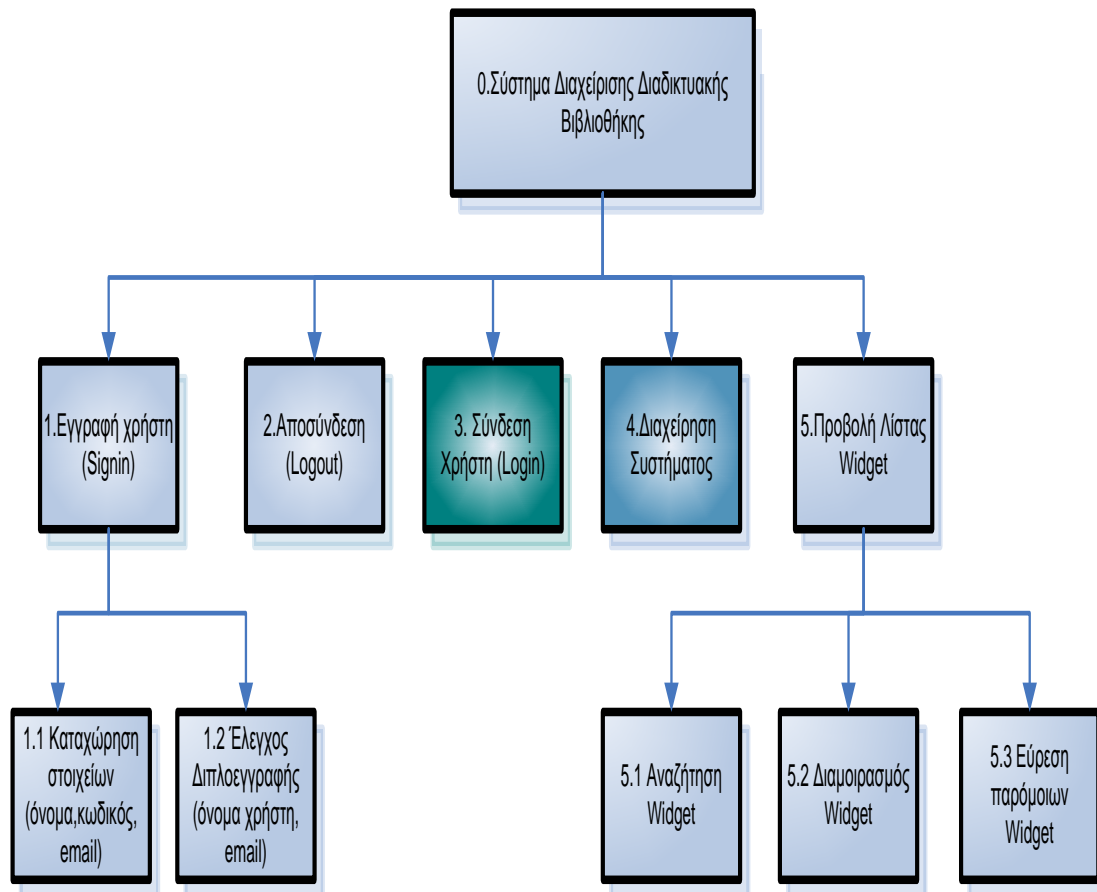 0.Σύστημα Διαχείρισης Διαδικτυακής
Βιβλιοθήκης
1.Εγγραφή χρήστη
(Signin)
2.Αποσύνδεση
(Logout)
3. Σύνδεση
Χρήστη (Login)
4.Διαχείρηση
Συστήματος
5.Προβολή Λίστας
Widget
1.1 Καταχώρηση
στοιχείων
(όνομα,κωδικός,
email)
1.2 Έλεγχος
Διπλοεγγραφής
(όνομα χρήστη,
email)
5.1 Αναζήτηση
Widget
5.2 Διαμοιρασμός
Widget
5.3 Εύρεση
παρόμοιων
Widget